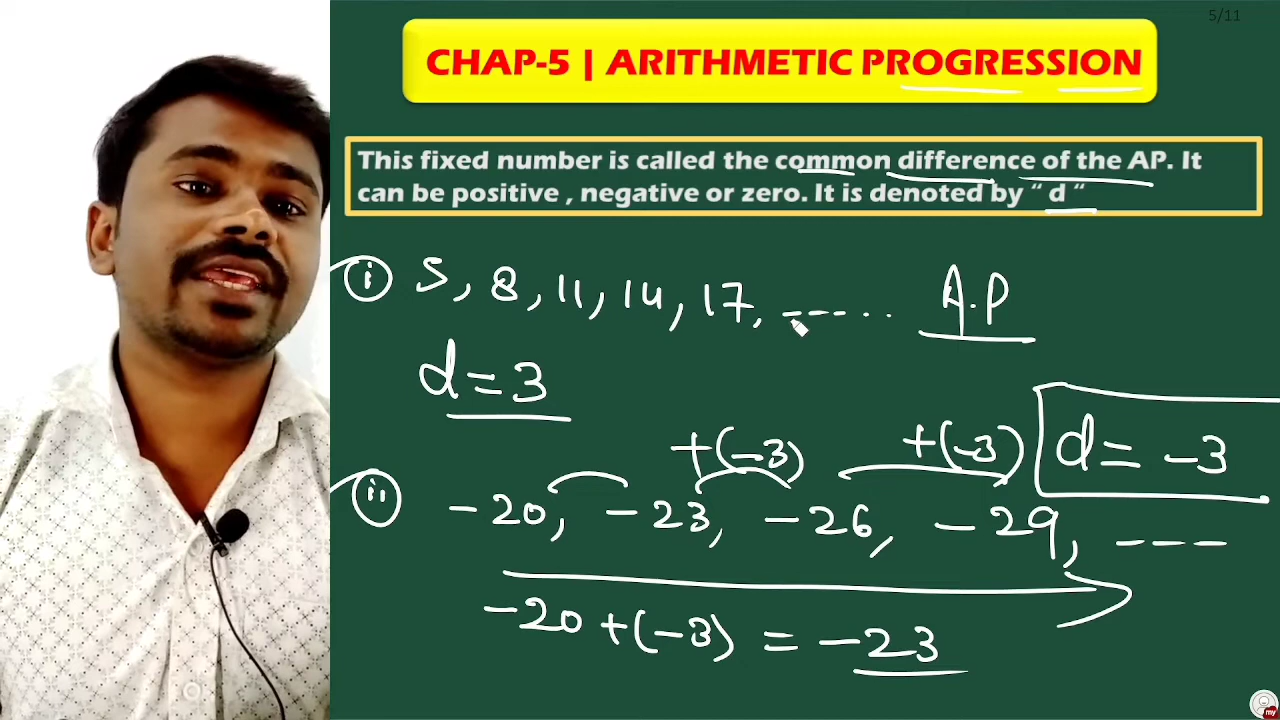 5/11
CHAP-5 | ARITHMETIC PROGRESSION
This fixed number is called the common difference of the AP. It
can be positive , negative or zero. It is denoted by “ d “
(i) 5, 8, 11, 14, 17, ------.. A.P
d = 3
+(-3) +(-3) d = -3
(ii) -20, -23, -26, -29, ---
-20 + (-3) = -23
my